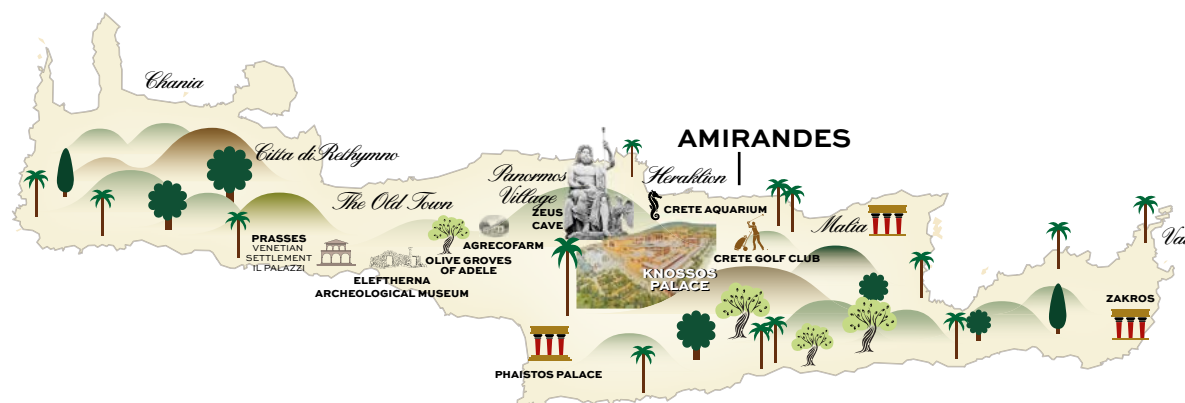 Chania
AMIRANDES
Citta di Rethymno
Panormos
Village
Heraklion
The Old Town
ZEUS
CAVE
CRETE AQUARIUM
Malia
PRASSES
VENETIAN
SETTLEMENT
IL PALAZZI
AGRECOFARM
OLIVE GROVES
OF ADELE
CRETE GOLF CLUB
ELEFTHERNA
ARCHEOLOGICAL MUSEUM
KNOSSOS
PALACE
ZAKROS
PHAISTOS PALACE